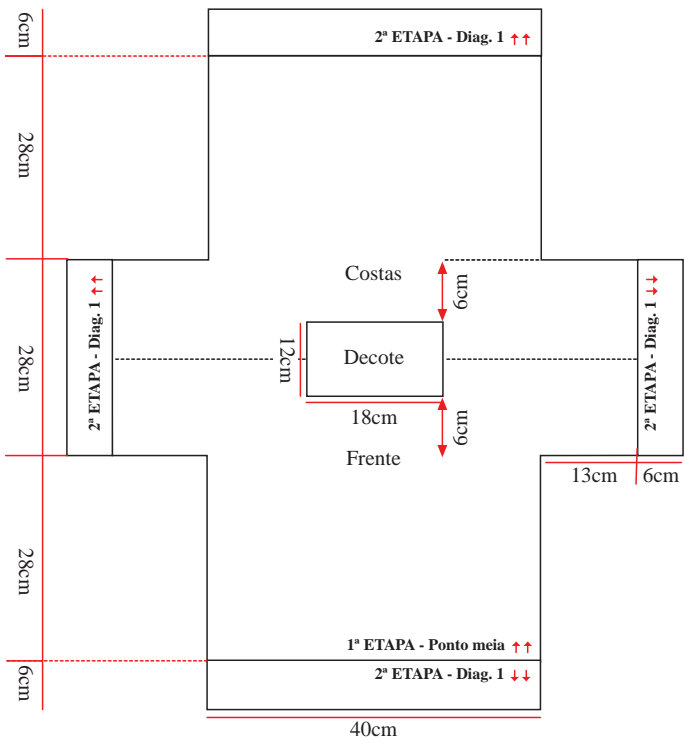 6cm
2ª ETAPA - Diag. 1 ↑↑
28cm
Costas
6cm
2ª ETAPA - Diag. 1 ↑↑
2ª ETAPA - Diag. 1 ↓↓
28cm
12cm
Decote
18cm
6cm
Frente
13cm
6cm
28cm
1ª ETAPA - Ponto meia ↑↑
2ª ETAPA - Diag. 1 ↓↓
6cm
40cm